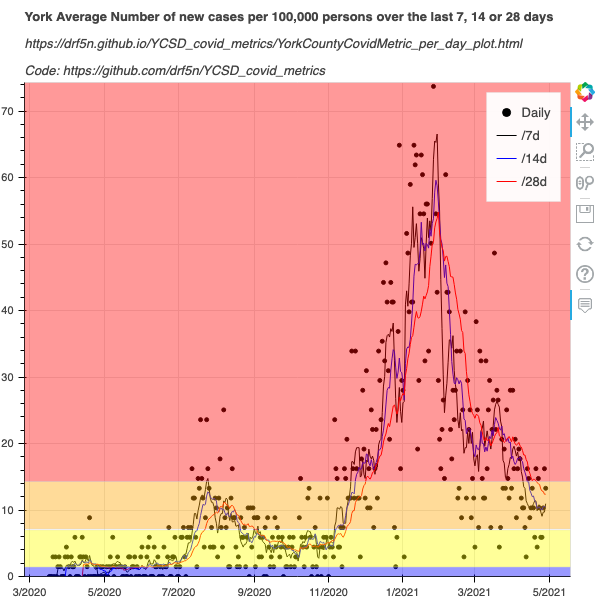 York Average Number of new cases per 100,000 persons over the last 7, 14 or 28 days
https://drf5n.github.io/YCSD_covid_metrics/YorkCountyCovidMetric_per_day_plot.html
Code: https://github.com/drf5n/YCSD_covid_metrics
Daily
/7d
/14d
/28d
70
60
50
40
30
20
10
0
3/2020
5/2020
7/2020
9/2020
11/2020
1/2021
3/2021
5/2021